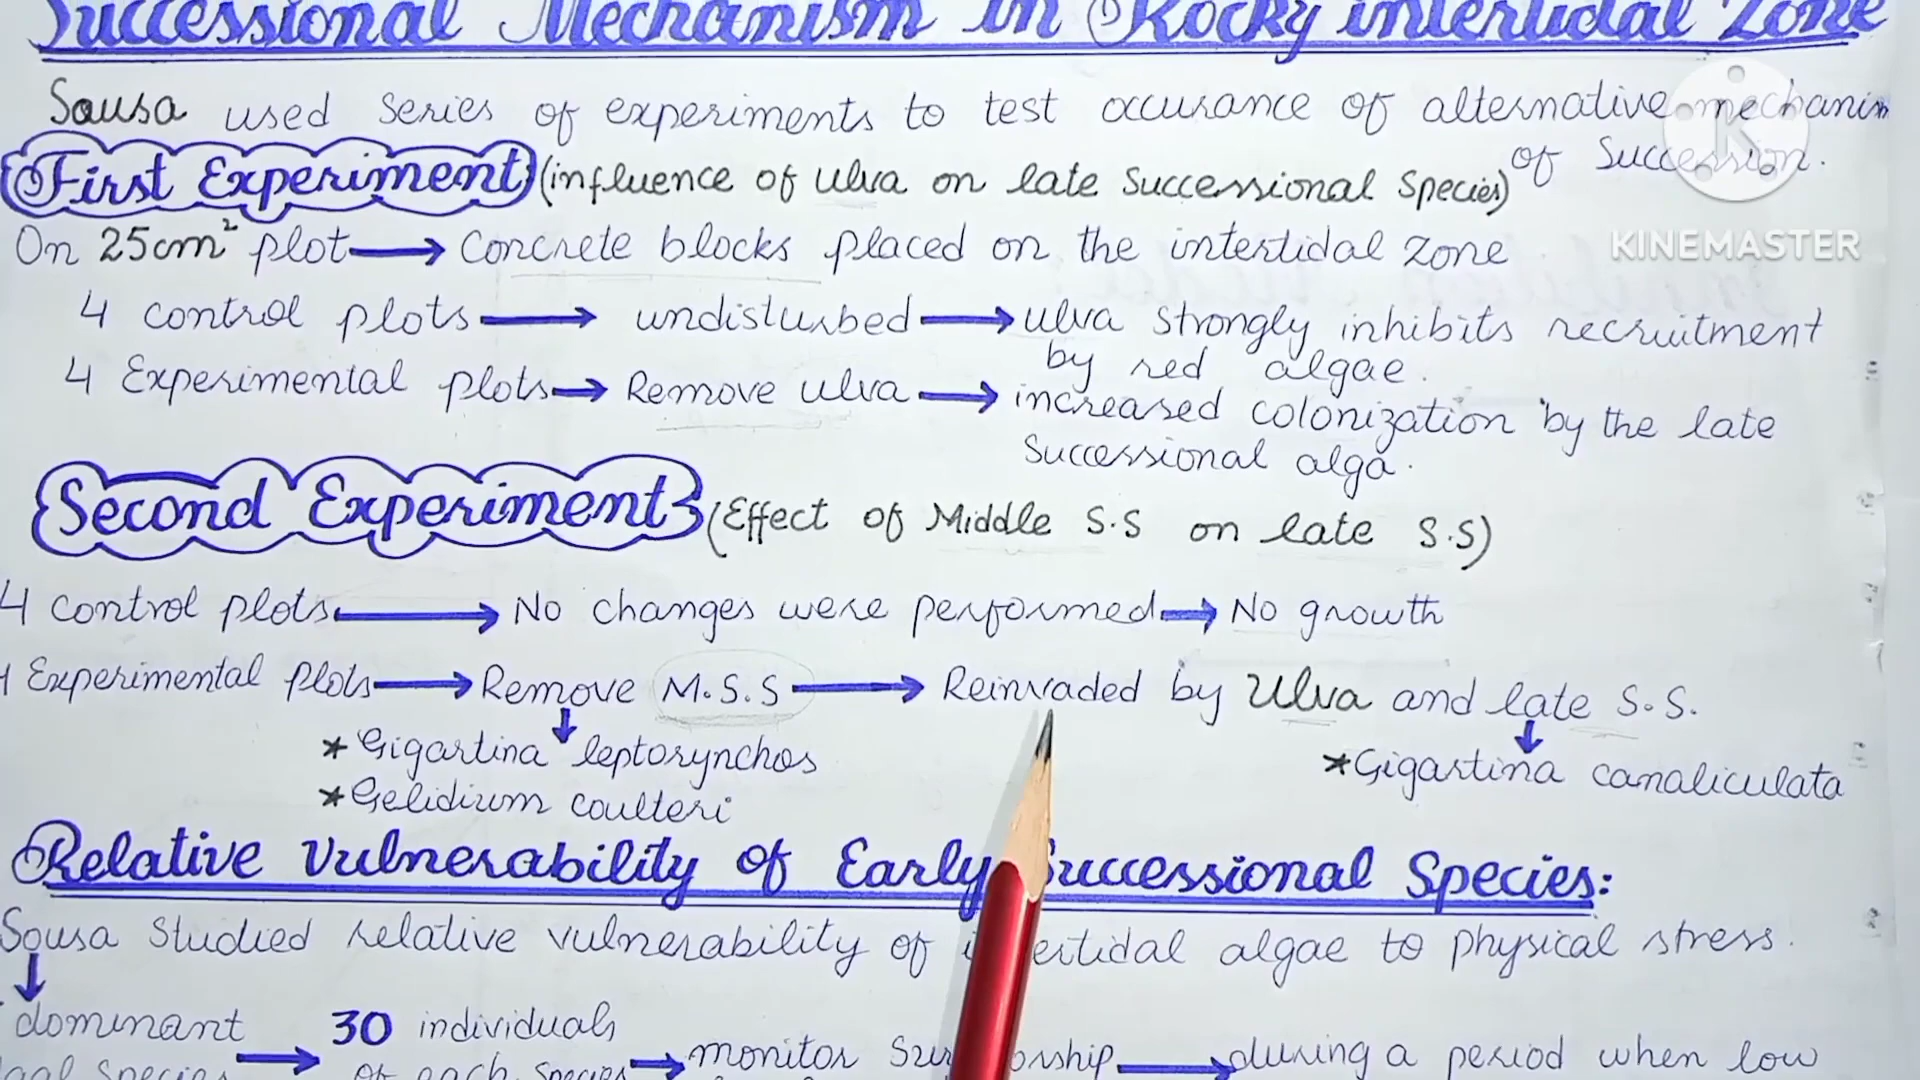 Successional Mechanism in Rocky intertidal Zone
Sousa used series of experiments to test occurance of alternative mechanim
of Succession.
First Experiment (influence of ulva on late Successional Species)
On 25cm² plot → Concrete blocks placed on the intertidal zone
4 control plots → undisturbed → ulva strongly inhibits recruitment
by red algae.
4 Experimental plots → Remove ulva → increased colonization by the late
Successional alga.
Second Experiment (Effect of Middle S.S on late S.S)
4 control plots → No changes were performed → No growth
4 Experimental Plots → Remove M.S.S → Reinvaded by Ulva and late S.S.
* Gigartina leptorynchos
* Gelidium coulteri
* Gigartina canaliculata
Relative Vulnerability of Early Successional Species:
Sousa Studied relative vulnerability of intertidal algae to physical stress.
dominant → 30 individuals
species of each species → monitor → during a period when low
KINEMASTER